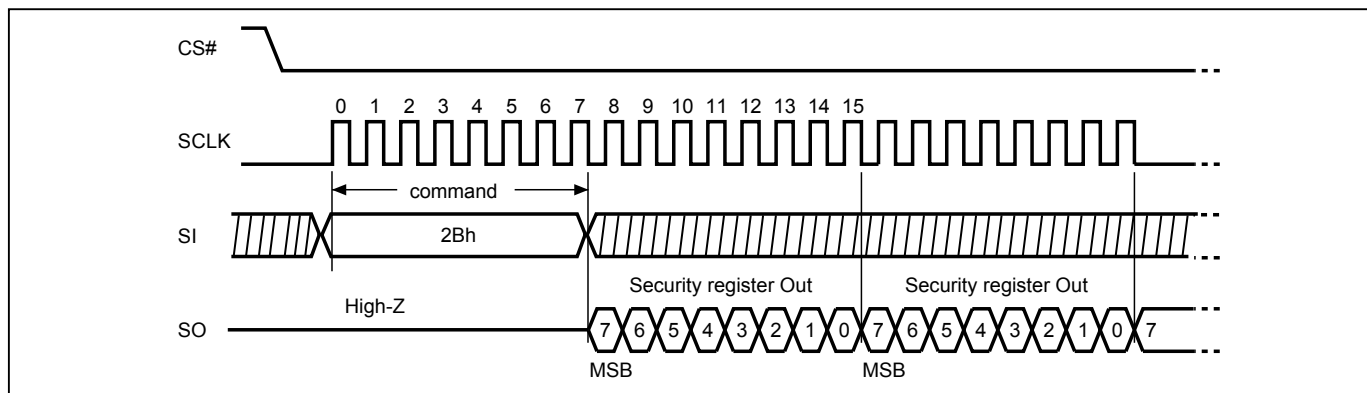 CS#
0 1 2 3 4 5 6 7 8 9 10 11 12 13 14 15
SCLK
command
SI
2Bh
Security register Out Security register Out
High-Z
SO
7 6 5 4 3 2 1 0 7 6 5 4 3 2 1 0 7
MSB MSB